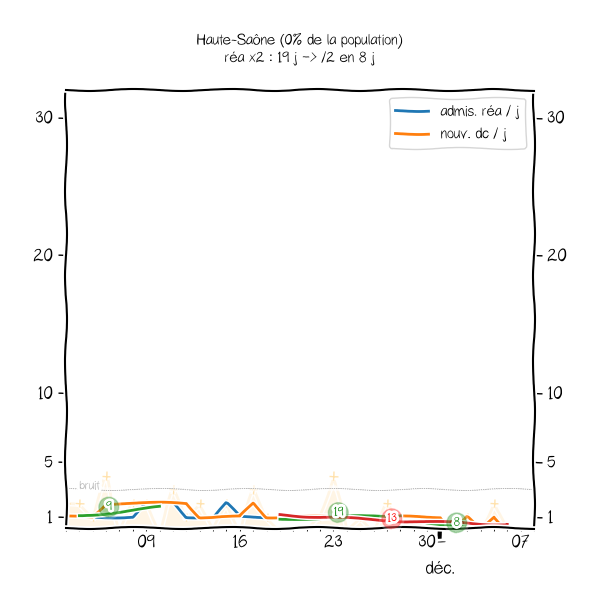 Haute-Saône (0% de la population)
réa x2 : 19 j -> /2 en 8 j
admis. réa / j
nouv. dc / j
30 30
20 20
10 10
5 5
bruit
9 19 13 8
1 1
09 16 23 30 07
déc.